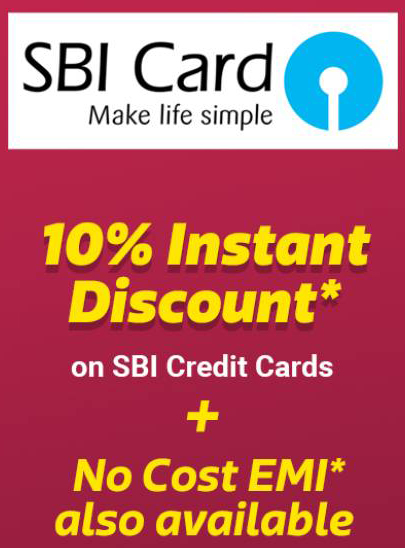 SBI Card
Make life simple
10% Instant
Discount*
on SBI Credit Cards
+
No Cost EMI*
also available